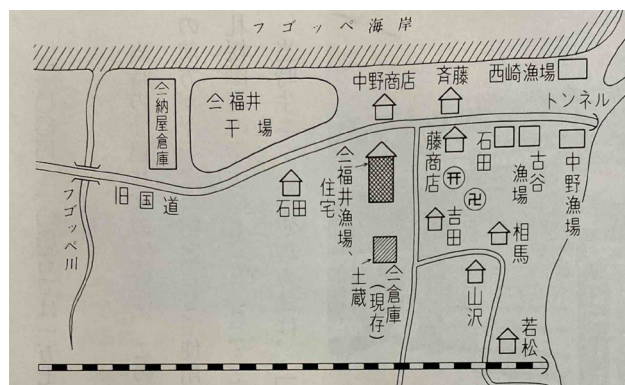 フゴッペ海岸
西崎漁場
斉藤
中野商店
トンネル
納屋倉庫
福井
干場
藤商店
石田
古谷
漁場
中野漁場
福井漁場、
住宅
石田
旧国道
フゴッペ川
吉田
相馬
倉庫
(現存)
土蔵
山沢
若松